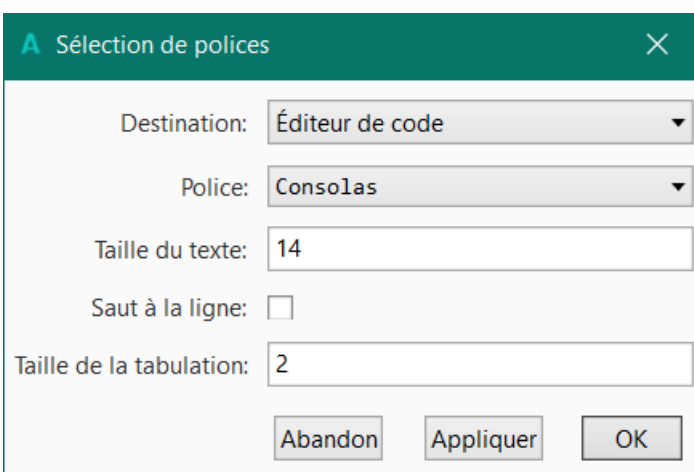 A Sélection de polices
Destination: Éditeur de code
Police: Consolas
Taille du texte: 14
Saut à la ligne:
Taille de la tabulation: 2
Abandon Appliquer OK